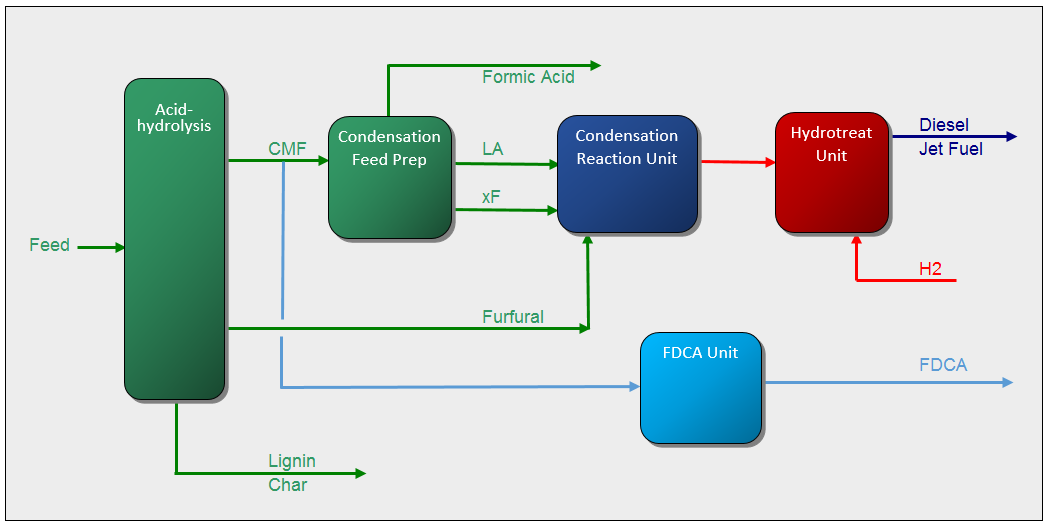 Formic Acid
Acid-
hydrolysis
CMF
Condensation
Feed Prep
LA
xF
Condensation
Reaction Unit
Hydrotreat
Unit
Diesel
Jet Fuel
Feed
H2
Furfural
FDCA Unit
FDCA
Lignin
Char